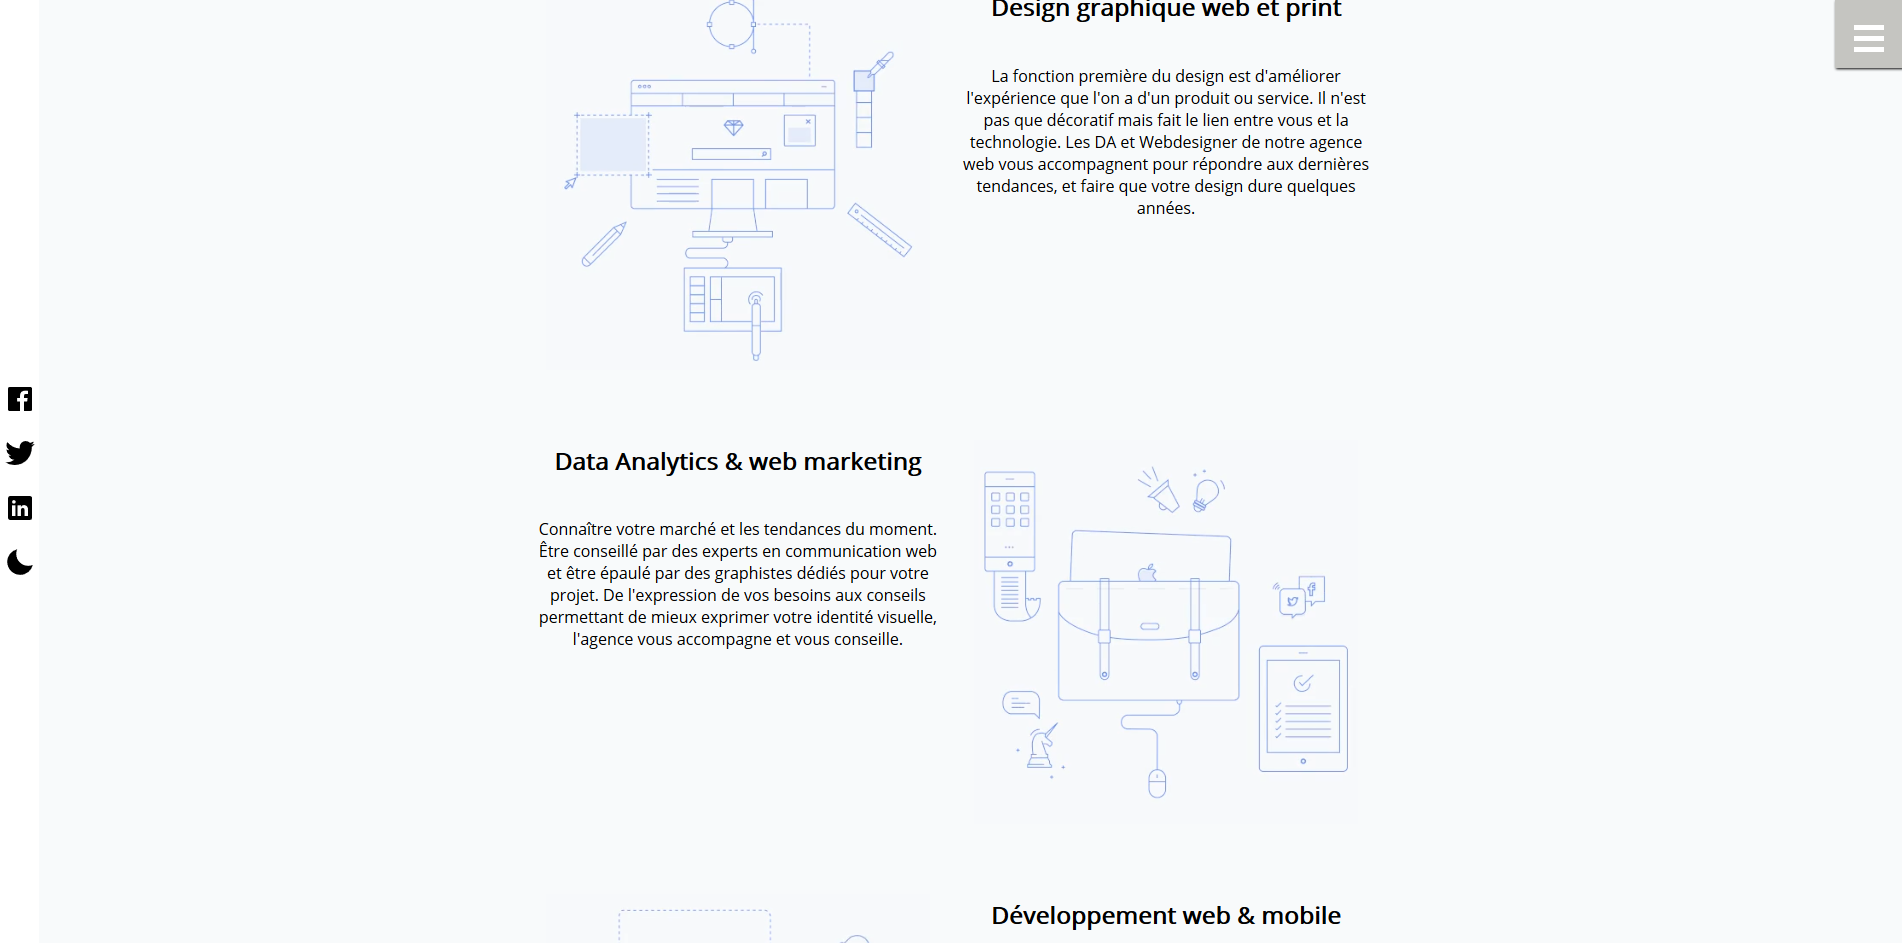 Design graphique web et print
La fonction première du design est d'améliorer
l'expérience que l'on a d'un produit ou service. Il n'est
pas que décoratif mais fait le lien entre vous et la
technologie. Les DA et Webdesigner de notre agence
web vous accompagnent pour répondre aux dernières
tendances, et faire que votre design dure quelques
années.
Data Analytics & web marketing
Connaître votre marché et les tendances du moment.
Être conseillé par des experts en communication web
et être épaulé par des graphistes dédiés pour votre
projet. De l'expression de vos besoins aux conseils
permettant de mieux exprimer votre identité visuelle,
l'agence vous accompagne et vous conseille.
Développement web & mobile